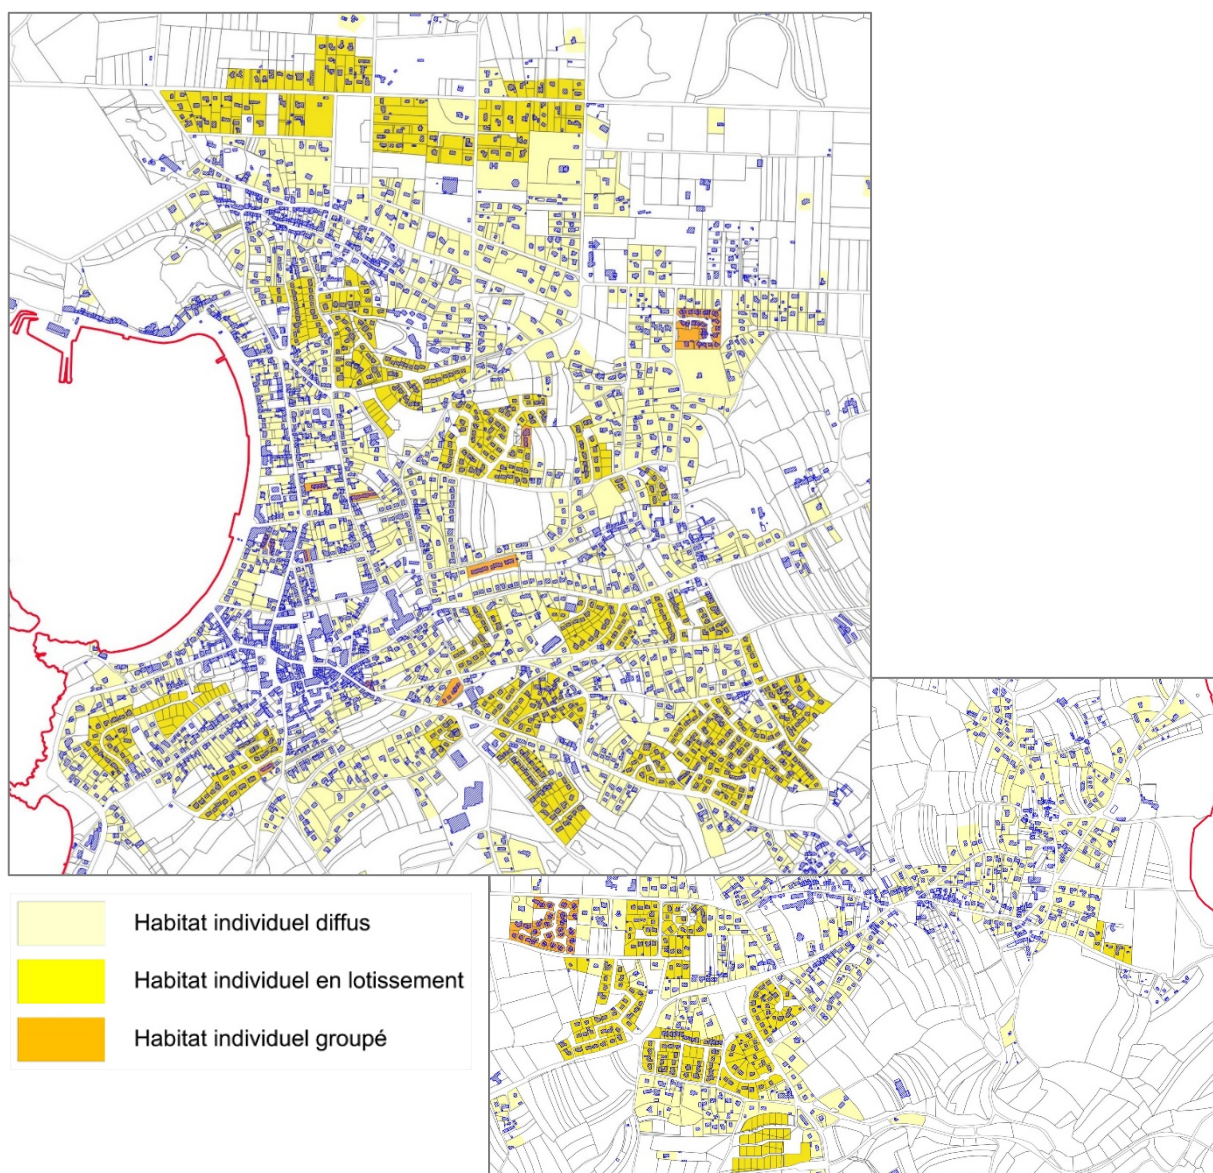 Habitat individuel diffus
Habitat individuel en lotissement
Habitat individuel groupé